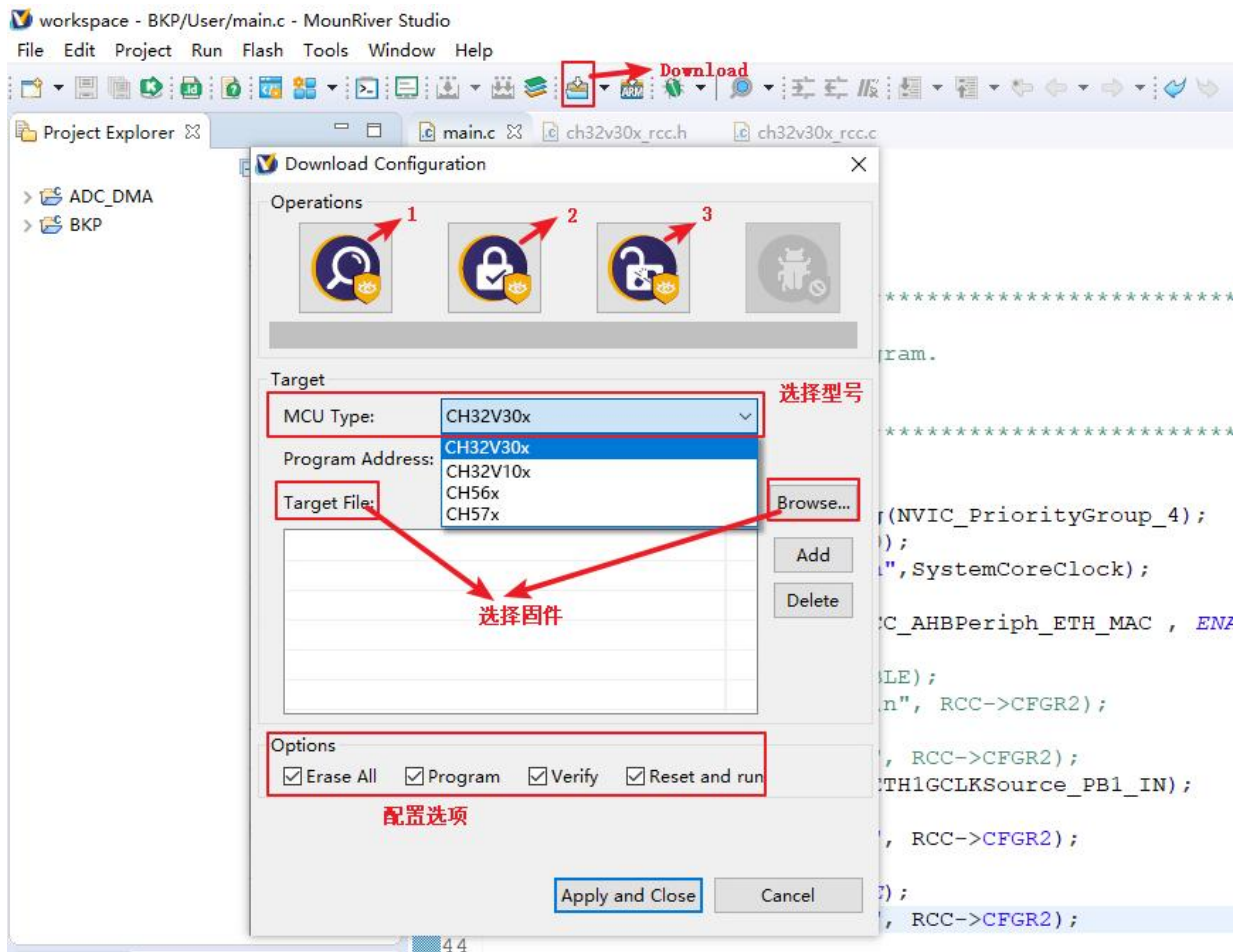 workspace - BKP/User/main.c - MounRiver Studio
File Edit Project Run Flash Tools Window Help
Download
Project Explorer
main.c
ch32v30x_rcc.h
ch32v30x_rcc.c
Download Configuration
ADC_DMA
BKP
Operations
1
2
3
****************************
gram.
Target
选择型号
MCU Type: CH32V30x
****************************
CH32V30x
Program Address:
CH32V10x
CH56x
CH57x
Target File:
Browse...
(NVIC_PriorityGroup_4);
);
Add
",SystemCoreClock);
选择固件
Delete
C_AHBPeriph_ETH_MAC , ENA
BLE);
n", RCC->CFGR2);
Options
", RCC->CFGR2);
Erase All Program Verify Reset and run
ETH1GCLKSource_PB1_IN);
配置选项
", RCC->CFGR2);
Apply and Close
Cancel
);
", RCC->CFGR2);
44